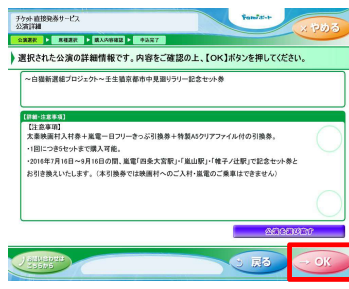 チケット直接発券サービス
公演詳細
Famiポート
× やめる
公演選択 ▶ 席種選択 ▶ 購入内容確認 ▶ 申込完了
選択された公演の詳細情報です。内容をご確認の上、【OK】ボタンを押してください。
～白猫新選組プロジェクト～壬生狼京都市中見廻りラリー記念セット券
【詳細・注意事項】
【注意事項】
太秦映画村入村券+嵐電一日フリーきっぷ引換券+特製A5クリアファイル付の引換券。
・1回につき5セットまで購入可能。
・2016年7月16日～9月16日の間、嵐電「四条大宮駅」・「嵐山駅」・「帷子ノ辻駅」で記念セット券と
お引き換えいたします。(本引換券では映画村へのご入村・嵐電のご乗車はできません)
公演を選び直す
お問い合わせは
こちらから
戻る
→ OK